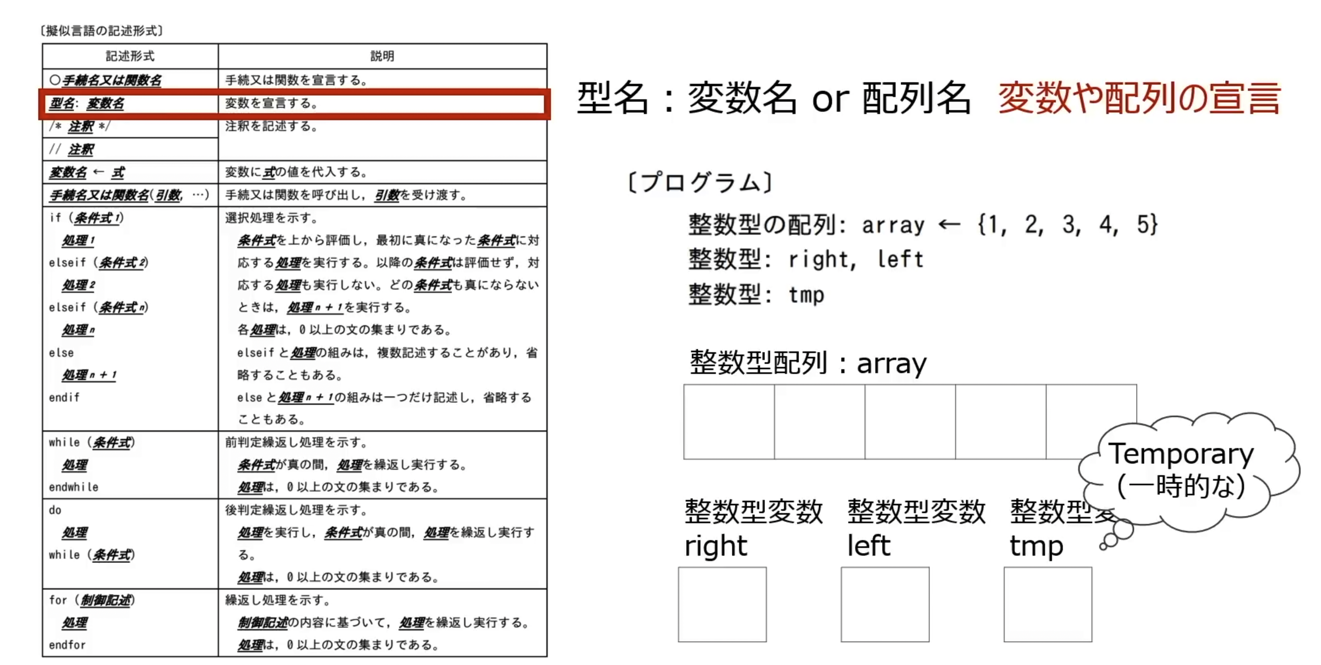 〔擬似言語の記述形式〕
記述形式 説明
○手続名又は関数名 手続又は関数を宣言する。
型名: 変数名 変数を宣言する。
/* 注釈 */ 注釈を記述する。
// 注釈
変数名 ← 式 変数に式の値を代入する。
手続名又は関数名(引数, …) 手続又は関数を呼び出し，引数を受け渡す。
if (条件式1) 選択処理を示す。
処理1 条件式を上から評価し，最初に真になった条件式に対
elseif (条件式2) 応する処理を実行する。以降の条件式は評価せず，対
処理2 応する処理も実行しない。どの条件式も真にならない
elseif (条件式n) ときは，処理n+1を実行する。
処理n 各処理は，0以上の文の集まりである。
else elseifと処理の組みは，複数記述することがあり，省
処理n+1 略することもある。
endif elseと処理n+1の組みは一つだけ記述し，省略する
こともある。
while (条件式) 前判定繰返し処理を示す。
処理 条件式が真の間，処理を繰返し実行する。
endwhile 処理は，0以上の文の集まりである。
do 後判定繰返し処理を示す。
処理 処理を実行し，条件式が真の間，処理を繰返し実行す
while (条件式) る。
処理は，0以上の文の集まりである。
for (制御記述) 繰返し処理を示す。
処理 制御記述の内容に基づいて，処理を繰返し実行する。
endfor 処理は，0以上の文の集まりである。
型名：変数名 or 配列名 変数や配列の宣言
〔プログラム〕
整数型の配列: array ← {1, 2, 3, 4, 5}
整数型: right, left
整数型: tmp
整数型配列：array
Temporary
(一時的な)
整数型変数 整数型変数 整数型変
right left tmp